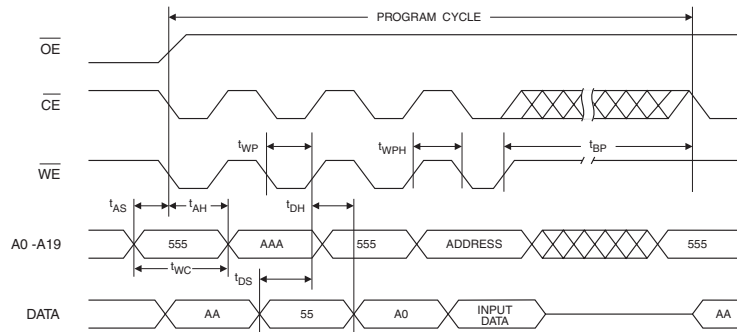 PROGRAM CYCLE
OE
CE
tWP
tWPH
tBP
WE
tAS
tAH
tDH
A0 -A19
555
AAA
555
ADDRESS
555
tWC
tDS
DATA
AA
55
A0
INPUT
DATA
AA